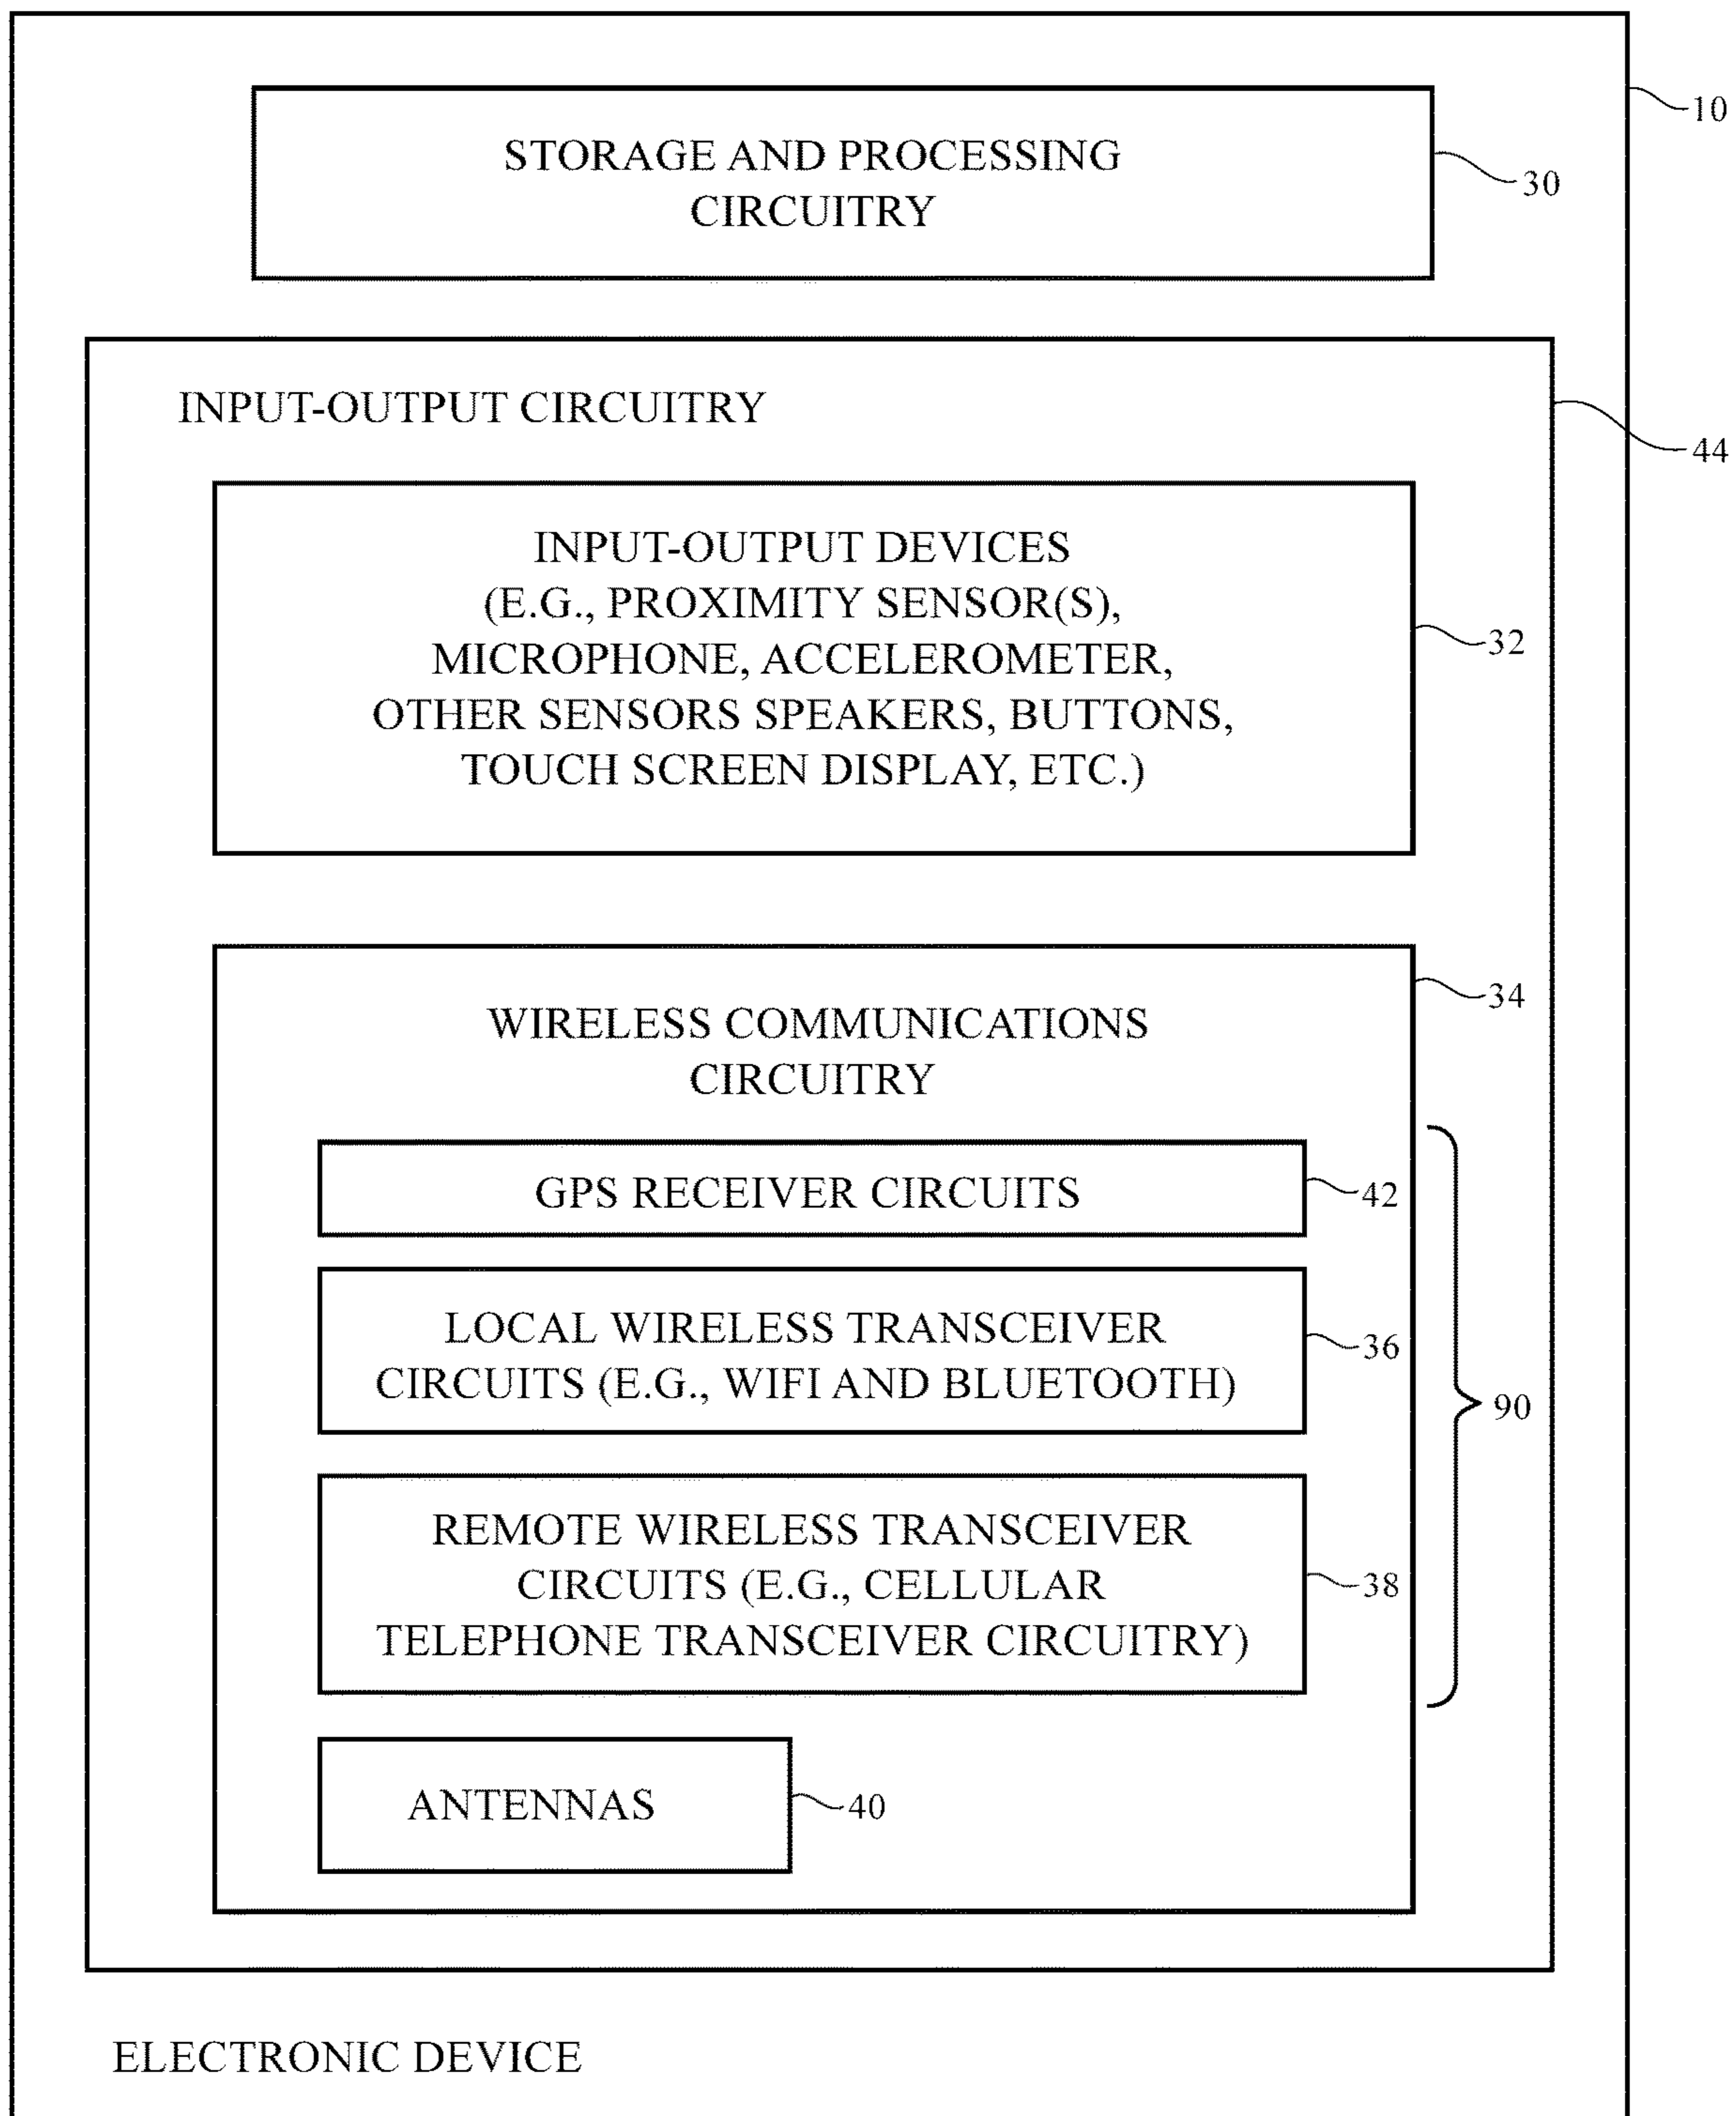 10
STORAGE AND PROCESSING
CIRCUITRY
30
INPUT-OUTPUT CIRCUITRY
44
INPUT-OUTPUT DEVICES
(E.G., PROXIMITY SENSOR(S),
MICROPHONE, ACCELEROMETER,
OTHER SENSORS SPEAKERS, BUTTONS,
TOUCH SCREEN DISPLAY, ETC.)
32
WIRELESS COMMUNICATIONS
CIRCUITRY
34
GPS RECEIVER CIRCUITS
42
LOCAL WIRELESS TRANSCEIVER
CIRCUITS (E.G., WIFI AND BLUETOOTH)
36
90
REMOTE WIRELESS TRANSCEIVER
CIRCUITS (E.G., CELLULAR
TELEPHONE TRANSCEIVER CIRCUITRY)
38
ANTENNAS
40
ELECTRONIC DEVICE